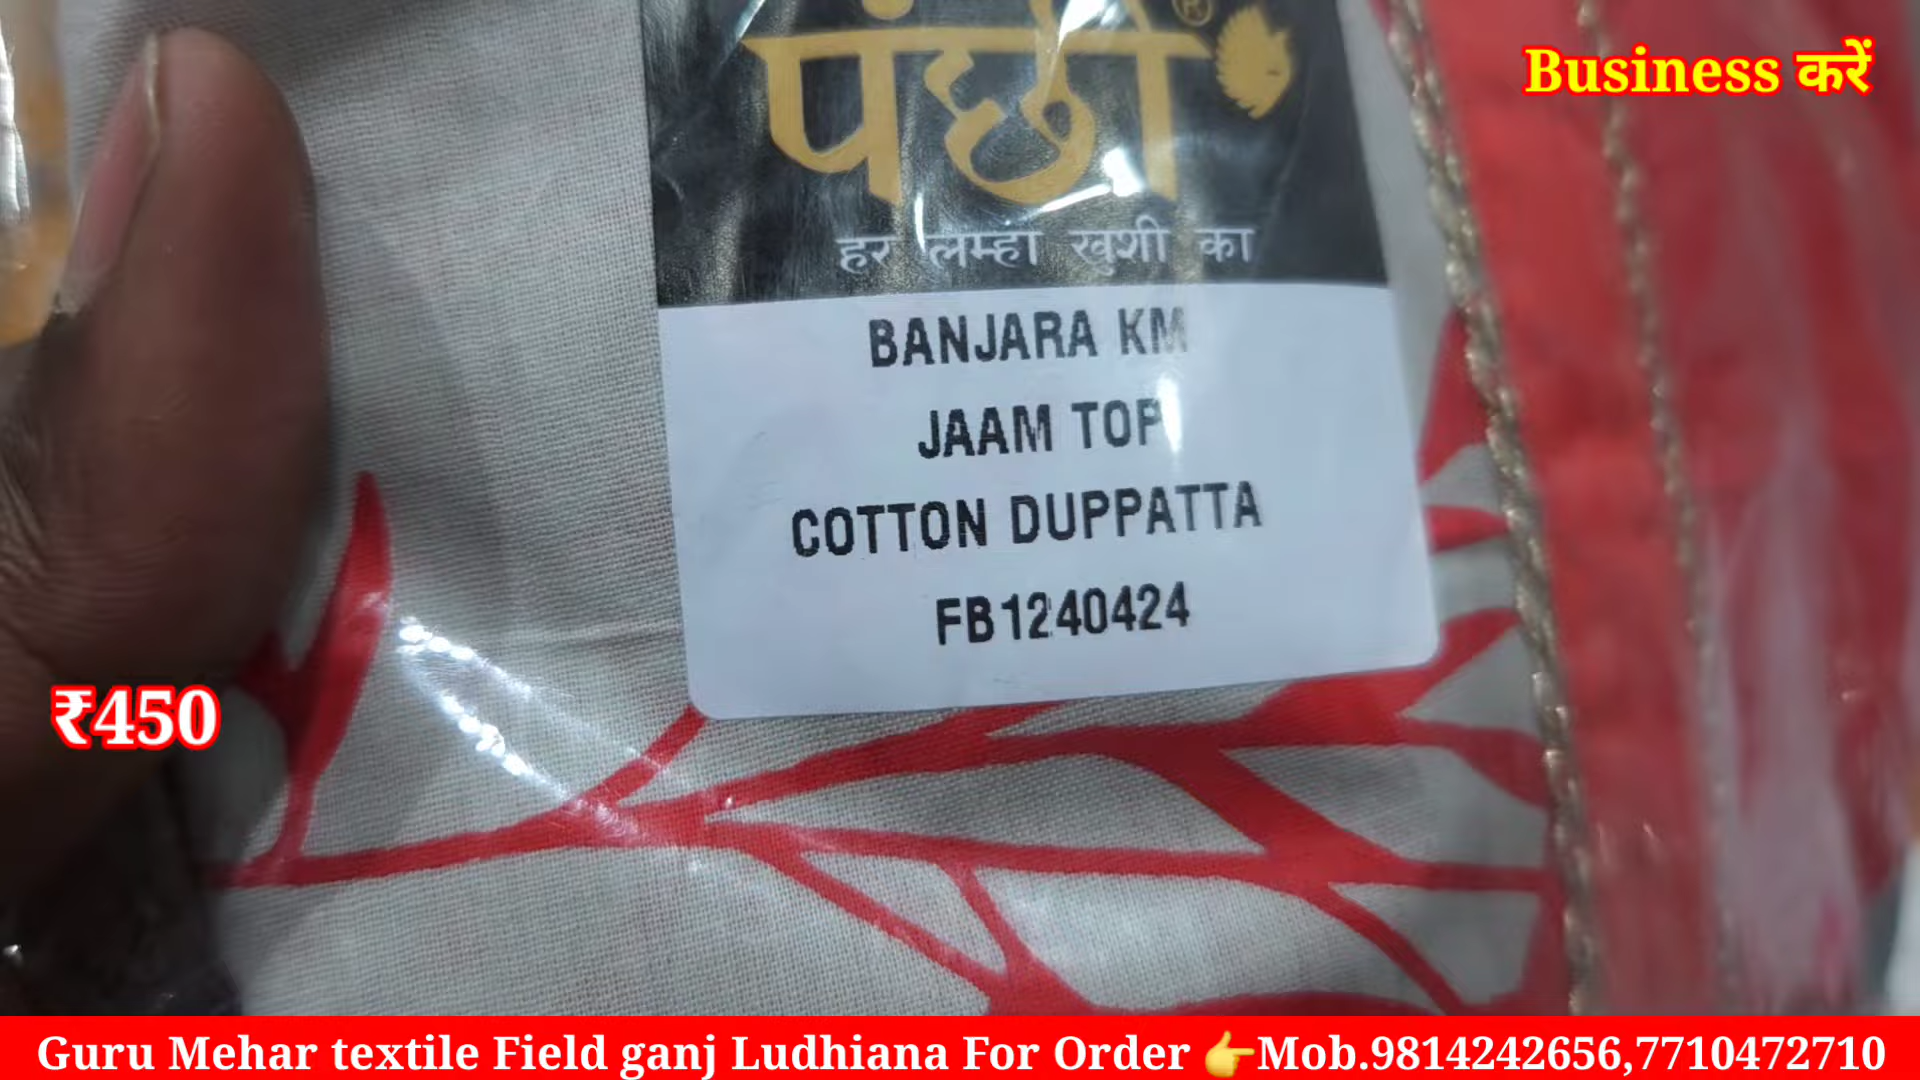 पंछी®
Business करें
हर लम्हा खुशी का
BANJARA KM
JAAM TOP
COTTON DUPPATTA
FB1240424
₹450
Guru Mehar textile Field ganj Ludhiana For Order 👉Mob.9814242656,7710472710